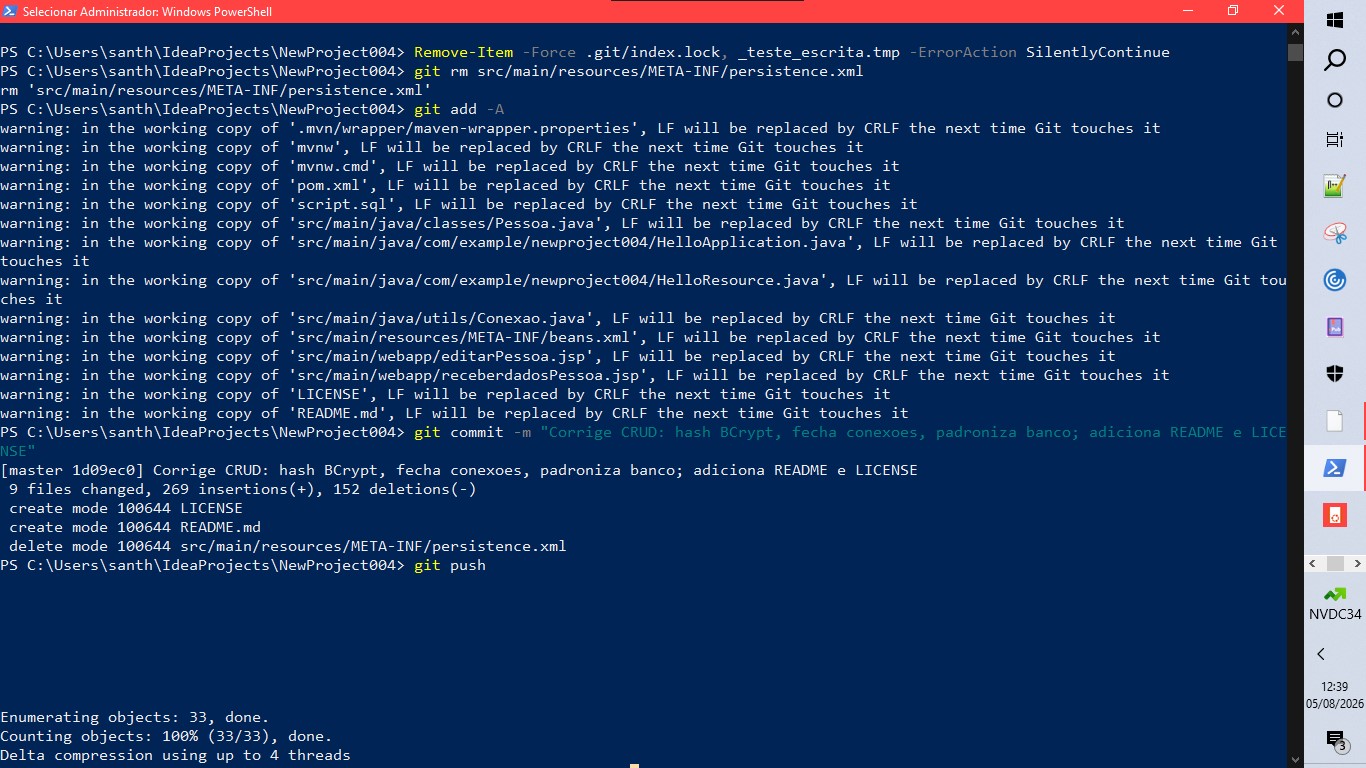 Selecionar Administrador: Windows PowerShell
PS C:\Users\santh\IdeaProjects\NewProject004> Remove-Item -Force .git/index.lock, _teste_escrita.tmp -ErrorAction SilentlyContinue
PS C:\Users\santh\IdeaProjects\NewProject004> git rm src/main/resources/META-INF/persistence.xml
rm 'src/main/resources/META-INF/persistence.xml'
PS C:\Users\santh\IdeaProjects\NewProject004> git add -A
warning: in the working copy of '.mvn/wrapper/maven-wrapper.properties', LF will be replaced by CRLF the next time Git touches it
warning: in the working copy of 'mvnw', LF will be replaced by CRLF the next time Git touches it
warning: in the working copy of 'mvnw.cmd', LF will be replaced by CRLF the next time Git touches it
warning: in the working copy of 'pom.xml', LF will be replaced by CRLF the next time Git touches it
warning: in the working copy of 'script.sql', LF will be replaced by CRLF the next time Git touches it
warning: in the working copy of 'src/main/java/classes/Pessoa.java', LF will be replaced by CRLF the next time Git touches it
warning: in the working copy of 'src/main/java/com/example/newproject004/HelloApplication.java', LF will be replaced by CRLF the next time Git
touches it
warning: in the working copy of 'src/main/java/com/example/newproject004/HelloResource.java', LF will be replaced by CRLF the next time Git tou
ches it
warning: in the working copy of 'src/main/java/utils/Conexao.java', LF will be replaced by CRLF the next time Git touches it
warning: in the working copy of 'src/main/resources/META-INF/beans.xml', LF will be replaced by CRLF the next time Git touches it
warning: in the working copy of 'src/main/webapp/editarPessoa.jsp', LF will be replaced by CRLF the next time Git touches it
warning: in the working copy of 'src/main/webapp/receberdadosPessoa.jsp', LF will be replaced by CRLF the next time Git touches it
warning: in the working copy of 'LICENSE', LF will be replaced by CRLF the next time Git touches it
warning: in the working copy of 'README.md', LF will be replaced by CRLF the next time Git touches it
PS C:\Users\santh\IdeaProjects\NewProject004> git commit -m "Corrige CRUD: hash BCrypt, fecha conexoes, padroniza banco; adiciona README e LICE
NSE"
[master 1d09ec0] Corrige CRUD: hash BCrypt, fecha conexoes, padroniza banco; adiciona README e LICENSE
 9 files changed, 269 insertions(+), 152 deletions(-)
 create mode 100644 LICENSE
 create mode 100644 README.md
 delete mode 100644 src/main/resources/META-INF/persistence.xml
PS C:\Users\santh\IdeaProjects\NewProject004> git push
Enumerating objects: 33, done.
Counting objects: 100% (33/33), done.
Delta compression using up to 4 threads
NVDC34
12:39
05/08/2026
3